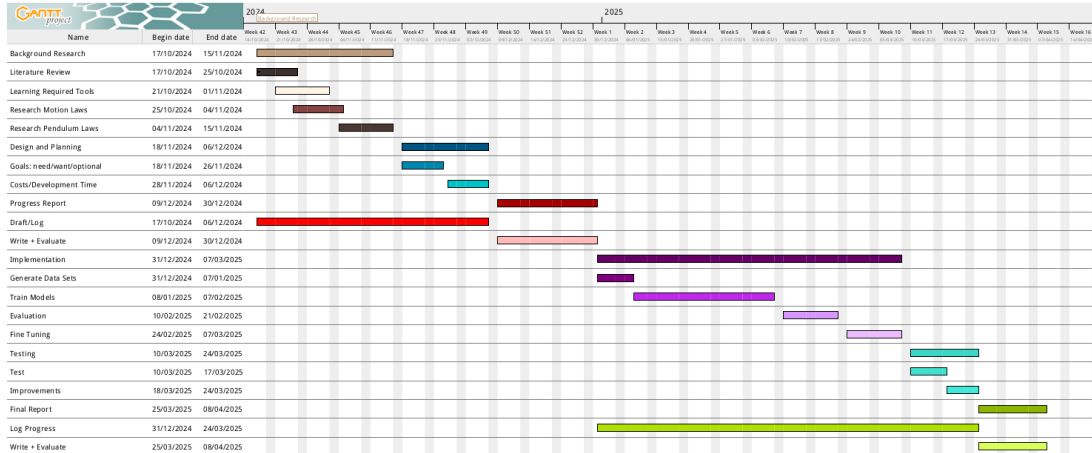 GANTT
project
2024
2025
Background Research
Name Begin date End date
Week 42 Week 43 Week 44 Week 45 Week 46 Week 47 Week 48 Week 49 Week 50 Week 51 Week 52 Week 1 Week 2 Week 3 Week 4 Week 5 Week 6 Week 7 Week 8 Week 9 Week 10 Week 11 Week 12 Week 13 Week 14 Week 15 Week 16
Background Research 17/10/2024 15/11/2024
Literature Review 17/10/2024 25/10/2024
Learning Required Tools 21/10/2024 01/11/2024
Research Motion Laws 25/10/2024 04/11/2024
Research Pendulum Laws 04/11/2024 15/11/2024
Design and Planning 18/11/2024 06/12/2024
Goals: need/want/optional 18/11/2024 26/11/2024
Costs/Development Time 28/11/2024 06/12/2024
Progress Report 09/12/2024 30/12/2024
Draft/Log 17/10/2024 06/12/2024
Write + Evaluate 09/12/2024 30/12/2024
Implementation 31/12/2024 07/03/2025
Generate Data Sets 31/12/2024 07/01/2025
Train Models 08/01/2025 07/02/2025
Evaluation 10/02/2025 21/02/2025
Fine Tuning 24/02/2025 07/03/2025
Testing 10/03/2025 24/03/2025
Test 10/03/2025 17/03/2025
Improvements 18/03/2025 24/03/2025
Final Report 25/03/2025 08/04/2025
Log Progress 31/12/2024 24/03/2025
Write + Evaluate 25/03/2025 08/04/2025